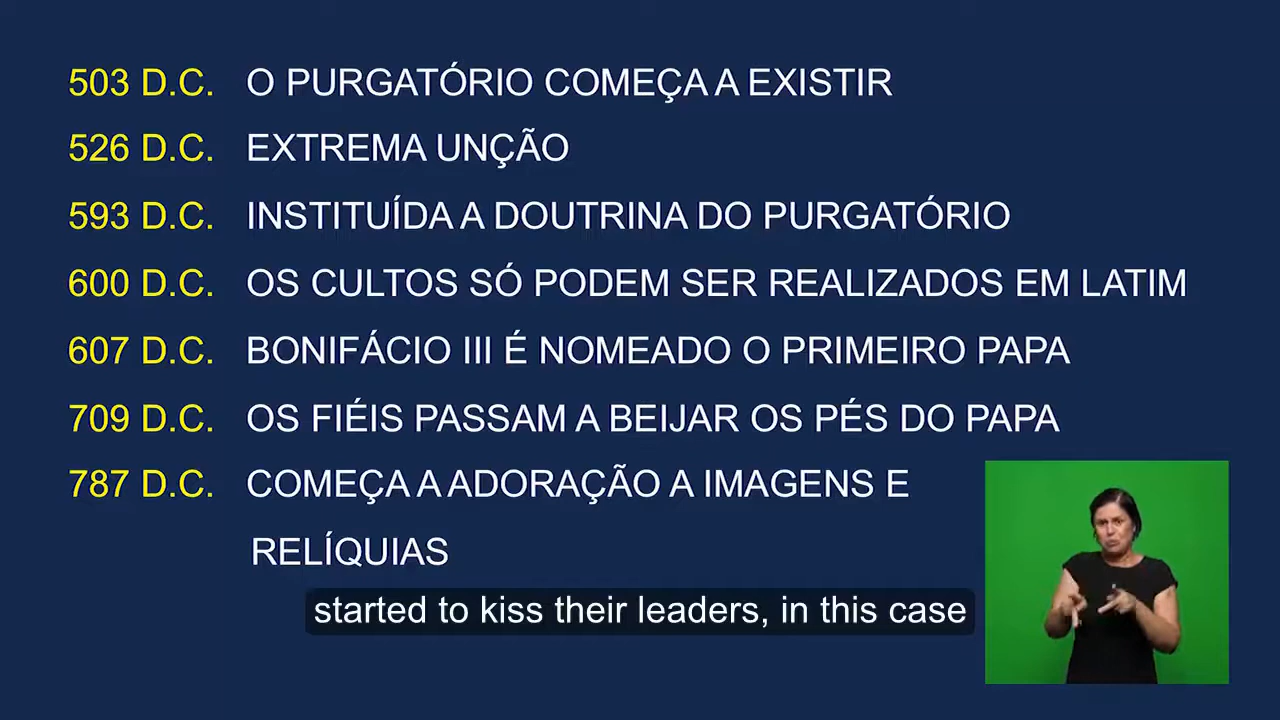 503 D.C. O PURGATÓRIO COMEÇA A EXISTIR
526 D.C. EXTREMA UNÇÃO
593 D.C. INSTITUÍDA A DOUTRINA DO PURGATÓRIO
600 D.C. OS CULTOS SÓ PODEM SER REALIZADOS EM LATIM
607 D.C. BONIFÁCIO III É NOMEADO O PRIMEIRO PAPA
709 D.C. OS FIÉIS PASSAM A BEIJAR OS PÉS DO PAPA
787 D.C. COMEÇA A ADORAÇÃO A IMAGENS E
RELÍQUIAS
started to kiss their leaders, in this case